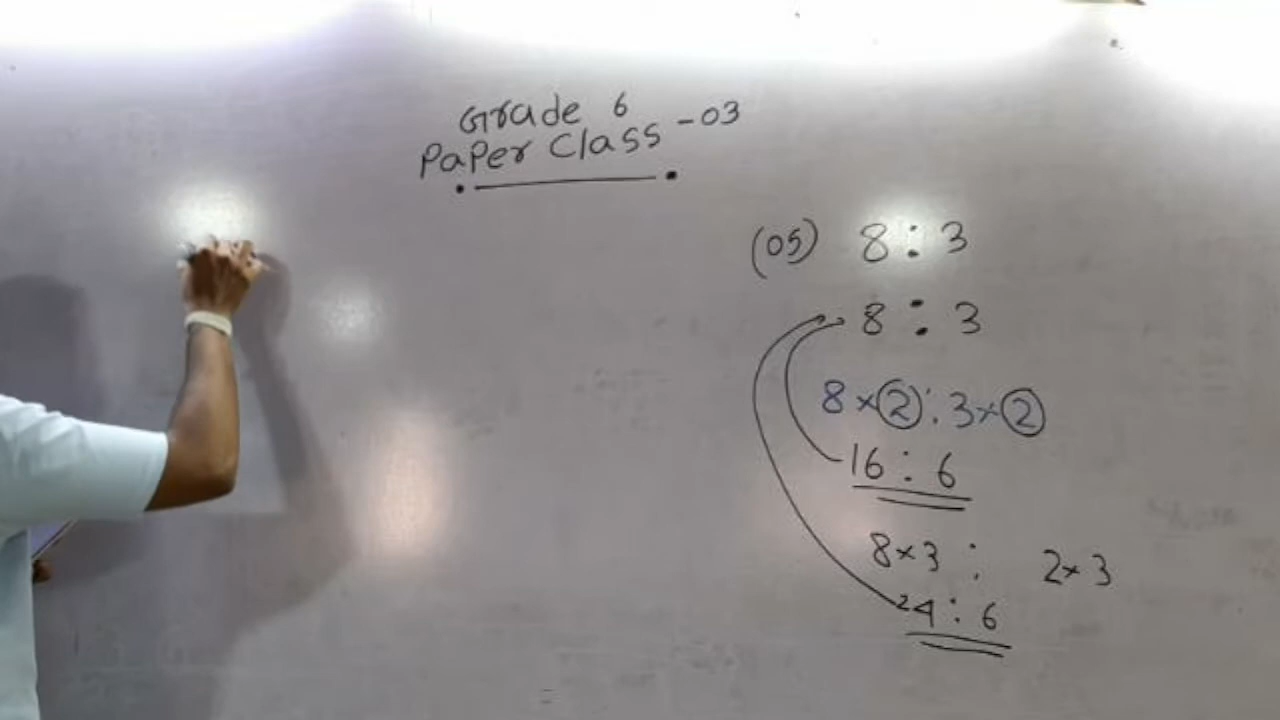 Grade 6
Paper Class - 03
(05) 8 : 3
8 : 3
8 × 2 : 3 × 2
16 : 6
8 × 3 : 2 × 3
24 : 6